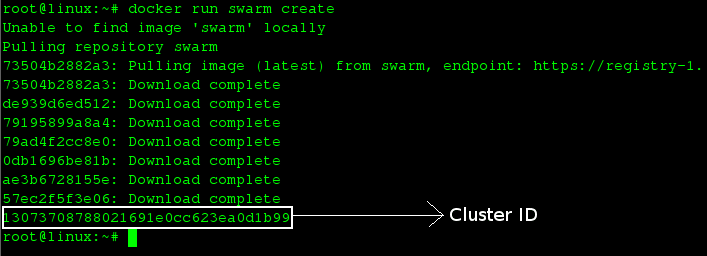 root@linux:~# docker run swarm create
Unable to find image 'swarm' locally
Pulling repository swarm
73504b2882a3: Pulling image (latest) from swarm, endpoint: https://registry-1.
73504b2882a3: Download complete
de939d6ed512: Download complete
79195899a8a4: Download complete
79ad4f2cc8e0: Download complete
0db1696be81b: Download complete
ae3b6728155e: Download complete
57ec2f5f3e06: Download complete
13073708788021691e0cc623ea0d1b99 Cluster ID
root@linux:~#